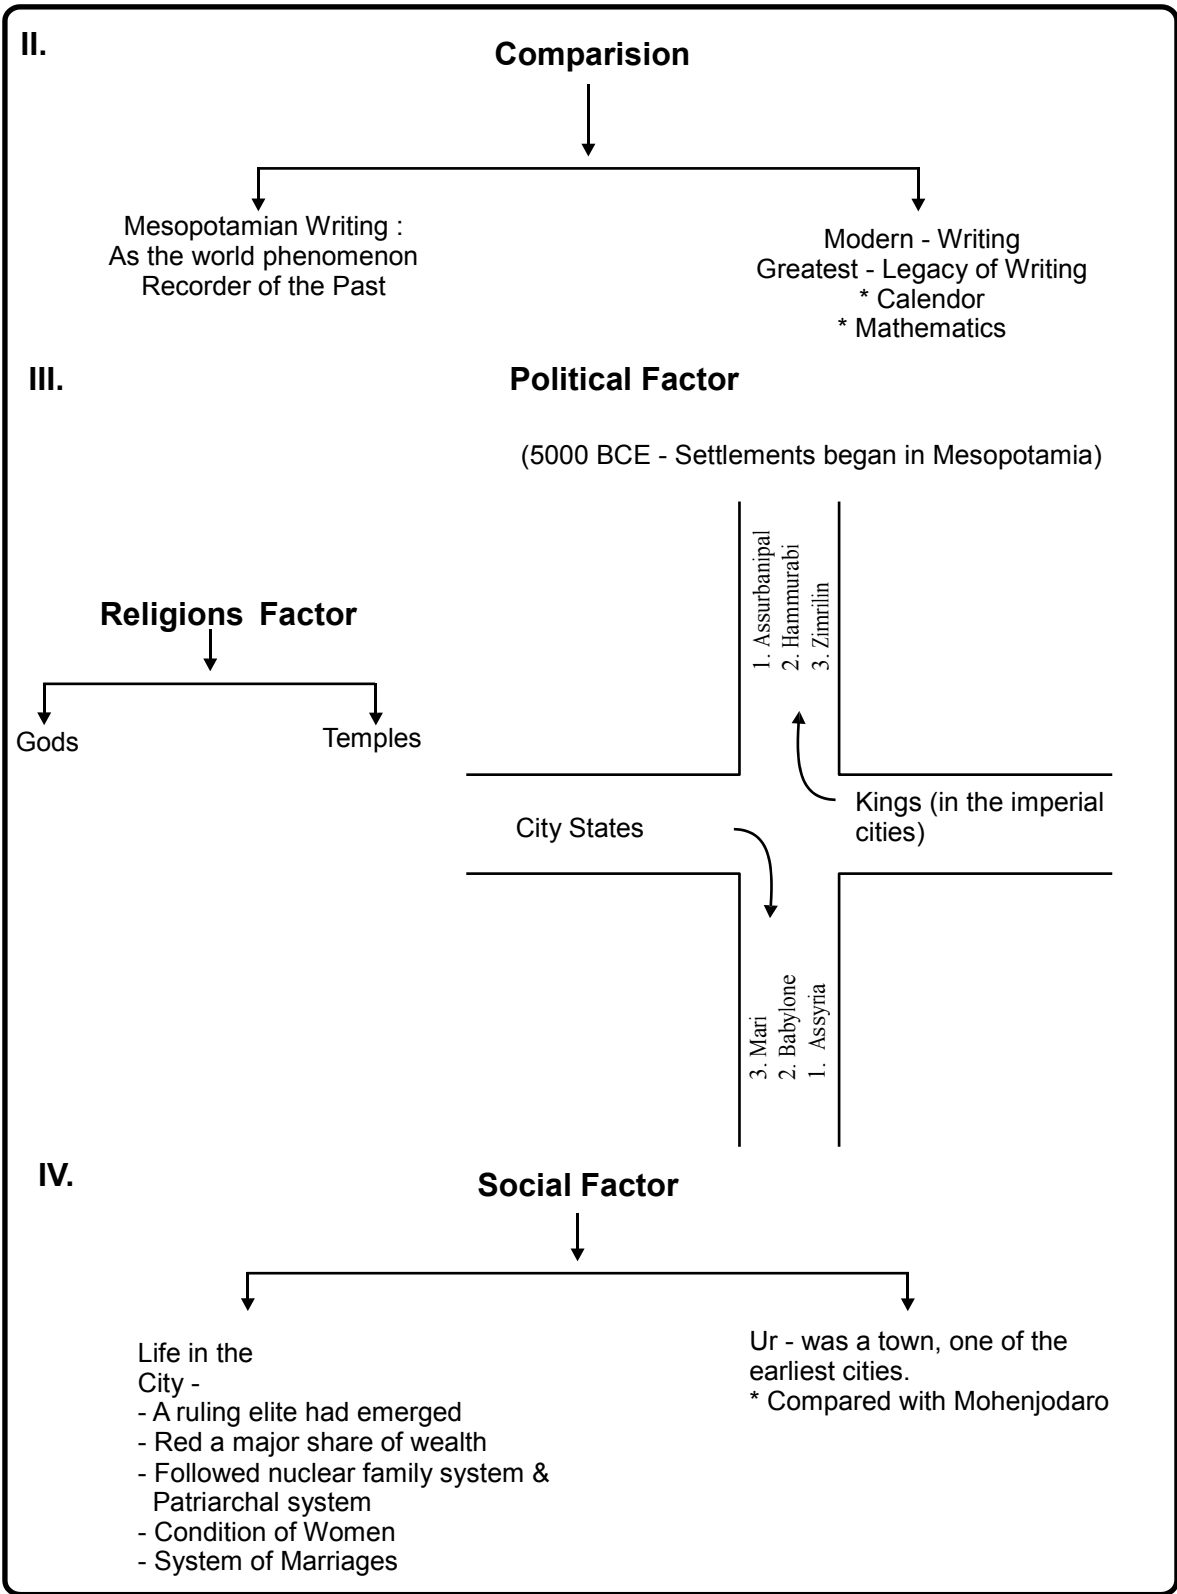 II.
Comparision
Mesopotamian Writing :
As the world phenomenon
Recorder of the Past
Modern - Writing
Greatest - Legacy of Writing
* Calendor
* Mathematics
III.
Political Factor
(5000 BCE - Settlements began in Mesopotamia)
1. Assurbanipal
2. Hammurabi
3. Zimrilin
Religions Factor
Gods
Temples
City States
Kings (in the imperial
cities)
3. Mari
2. Babylone
1. Assyria
IV.
Social Factor
Life in the
City -
- A ruling elite had emerged
- Red a major share of wealth
- Followed nuclear family system &
Patriarchal system
- Condition of Women
- System of Marriages
Ur - was a town, one of the
earliest cities.
* Compared with Mohenjodaro